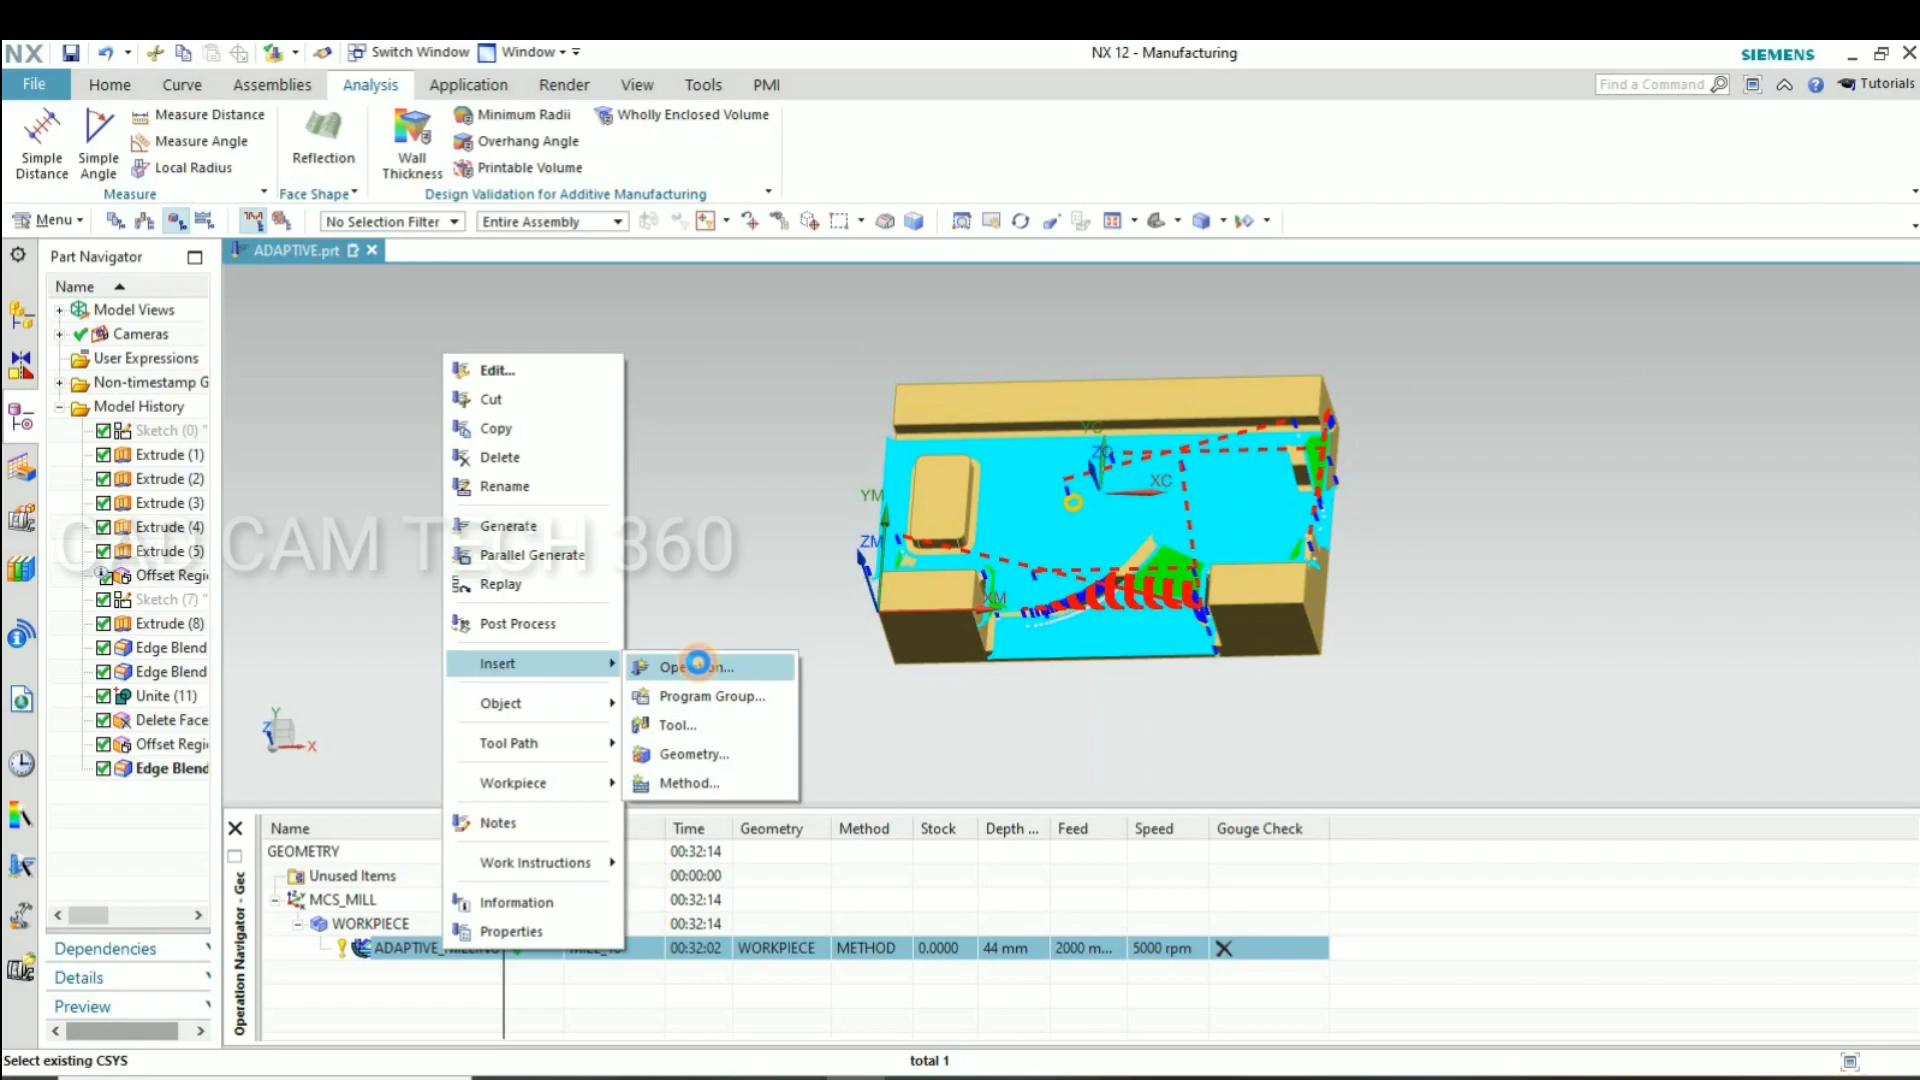 NX
Switch Window
Window
NX 12 - Manufacturing
SIEMENS
File
Home
Curve
Assemblies
Analysis
Application
Render
View
Tools
PMI
Find a Command
Tutorials
Simple Distance
Simple Angle
Measure Distance
Measure Angle
Local Radius
Measure
Reflection
Face Shape
Wall Thickness
Minimum Radii
Overhang Angle
Printable Volume
Wholly Enclosed Volume
Design Validation for Additive Manufacturing
Menu
No Selection Filter
Entire Assembly
Part Navigator
ADAPTIVE.prt
Name
Model Views
Cameras
User Expressions
Non-timestamp G
Model History
Sketch (0) "
Extrude (1)
Extrude (2)
Extrude (3)
Extrude (4)
Extrude (5)
Offset Regi
Sketch (7) "
Extrude (8)
Edge Blend
Edge Blend
Unite (11)
Delete Face
Offset Regi
Edge Blend
Dependencies
Details
Preview
CAD CAM TECH 360
Edit...
Cut
Copy
Delete
Rename
Generate
Parallel Generate
Replay
Post Process
Insert
Object
Tool Path
Workpiece
Notes
Work Instructions
Information
Properties
Program Group...
Tool...
Geometry...
Method...
YC
ZC
XC
YM
ZM
XM
Y
Z
X
Operation Navigator - Gec
Name Time Geometry Method Stock Depth ... Feed Speed Gouge Check
GEOMETRY 00:32:14
Unused Items 00:00:00
MCS_MILL 00:32:14
WORKPIECE 00:32:14
ADAPTIVE_MILLING 00:32:02 WORKPIECE METHOD 0.0000 44 mm 2000 m... 5000 rpm
Select existing CSYS
total 1